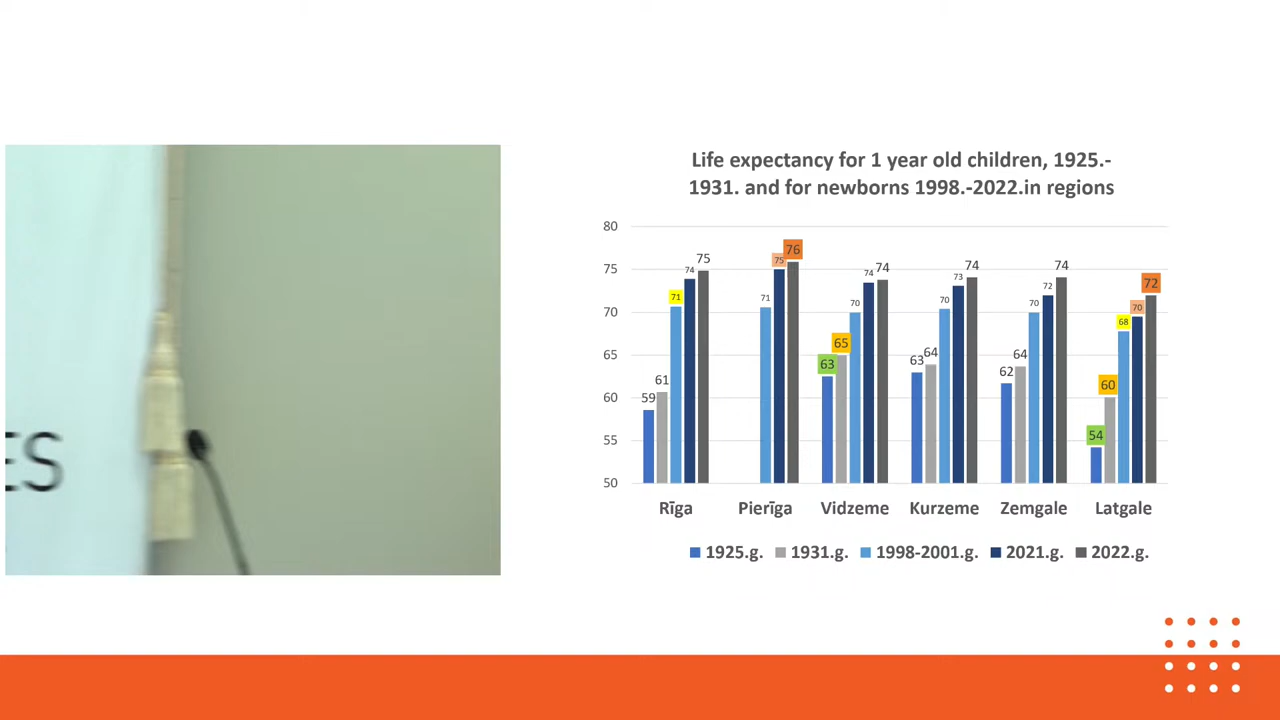 ES
Life expectancy for 1 year old children, 1925.-
1931. and for newborns 1998.-2022.in regions
80
75
70
65
60
55
50
59
61
71
74
75
71
75
76
63
65
70
74
74
63
64
70
73
74
62
64
70
72
74
54
60
68
70
72
Rīga
Pierīga
Vidzeme
Kurzeme
Zemgale
Latgale
1925.g.
1931.g.
1998-2001.g.
2021.g.
2022.g.